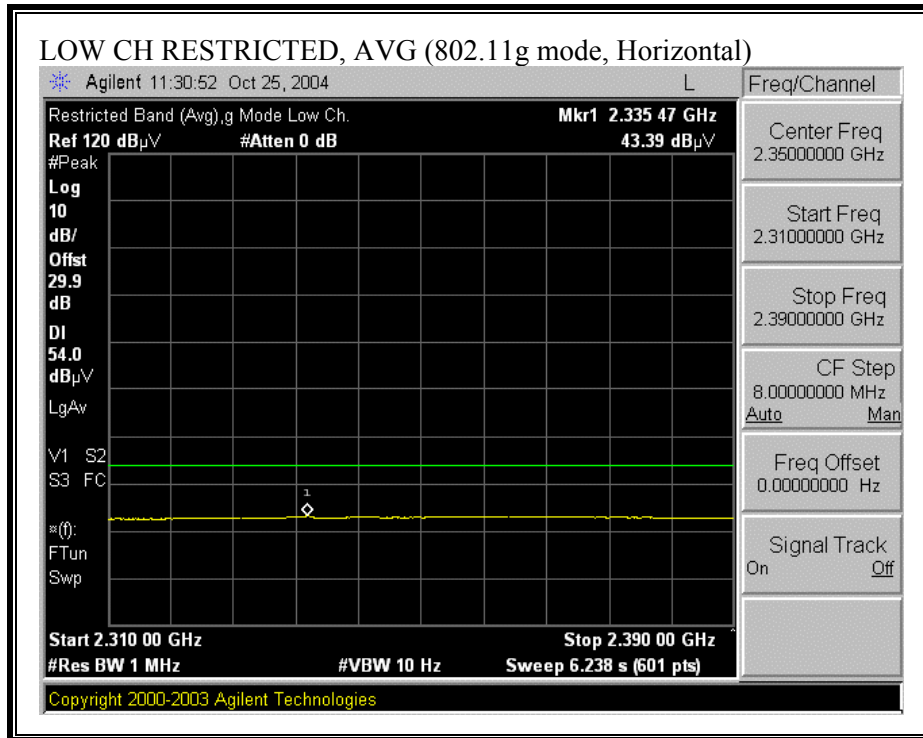 LOW CH RESTRICTED, AVG (802.11g mode, Horizontal)
Agilent 11:30:52 Oct 25, 2004 L
Restricted Band (Avg),g Mode Low Ch.
Mkr1 2.335 47 GHz
Ref 120 dBµV #Atten 0 dB 43.39 dBµV
#Peak
Log
10
dB/
Offst
29.9
dB
DI
54.0
dBµV
LgAv
V1 S2
S3 FC
1
¤(f):
FTun
Swp
Start 2.310 00 GHz Stop 2.390 00 GHz ^
#Res BW 1 MHz #VBW 10 Hz Sweep 6.238 s (601 pts)
Freq/Channel
Center Freq
2.35000000 GHz
Start Freq
2.31000000 GHz
Stop Freq
2.39000000 GHz
CF Step
8.00000000 MHz
Auto Man
Freq Offset
0.00000000 Hz
Signal Track
On Off
Copyright 2000-2003 Agilent Technologies